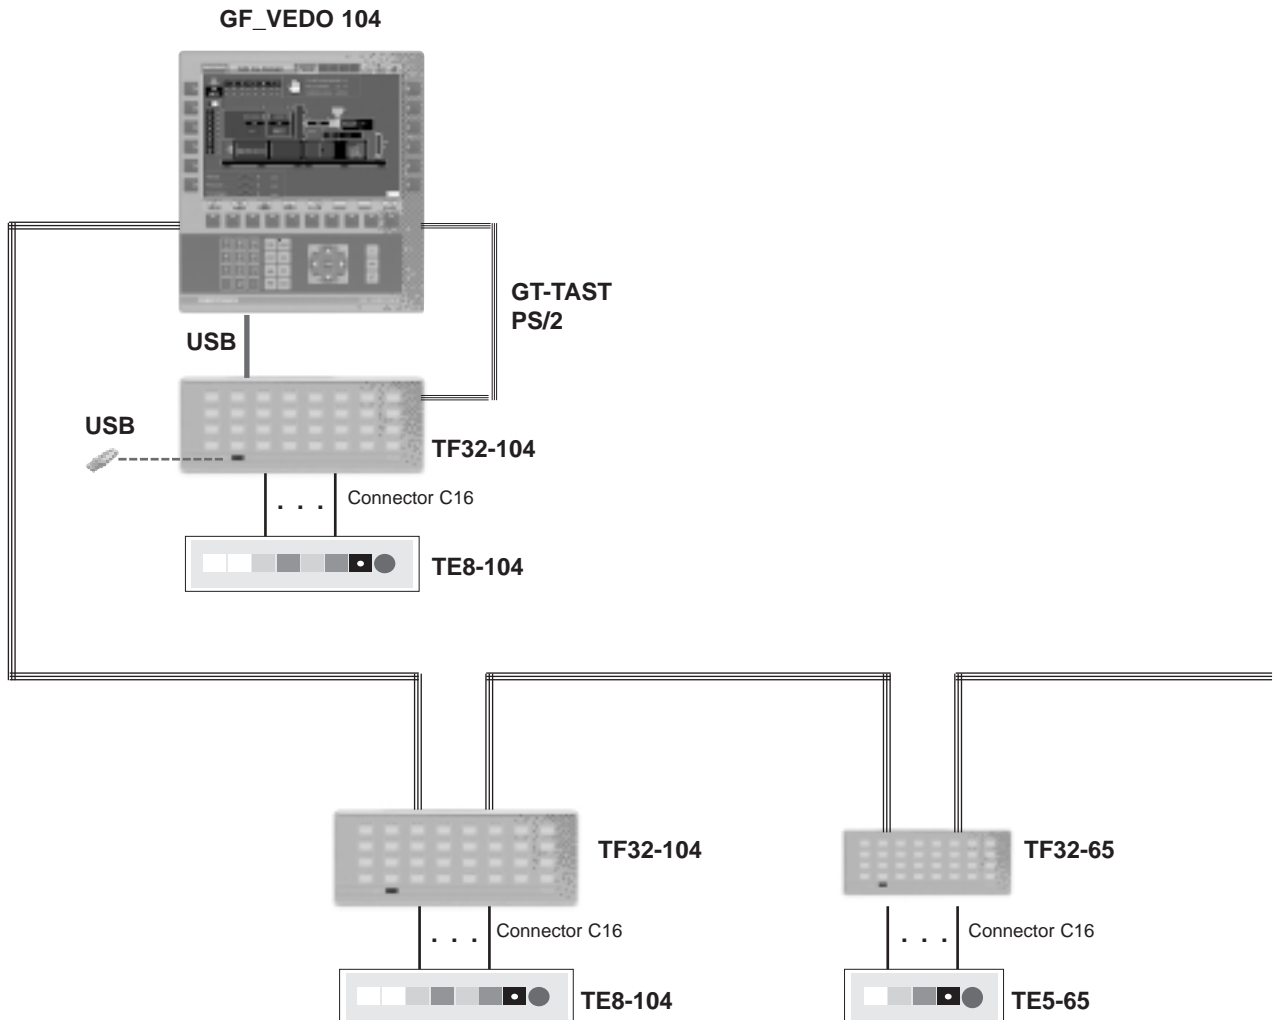 GF_VEDO 104
GT-TAST
PS/2
USB
USB
TF32-104
Connector C16
. . .
TE8-104
TF32-104
TF32-65
Connector C16
. . .
Connector C16
. . .
TE8-104
TE5-65